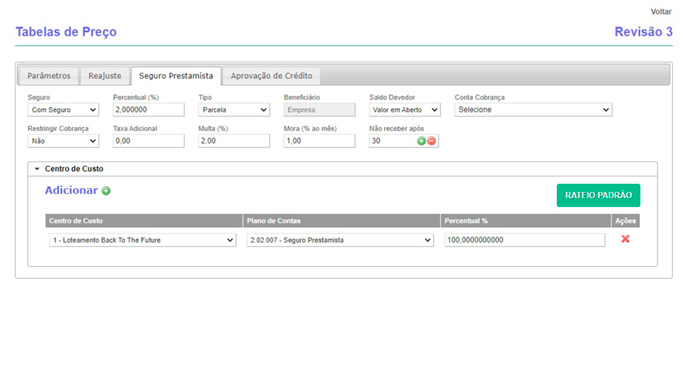 Voltar
Tabelas de Preço Revisão 3
Parâmetros Reajuste Seguro Prestamista Aprovação de Crédito
Seguro Percentual (%) Tipo Beneficiário Saldo Devedor Conta Cobrança
Com Seguro 2,000000 Parcela Empresa Valor em Aberto Selecione
Restringir Cobrança Taxa Adicional Multa (%) Mora (% ao mês) Não receber após
Não 0,00 2,00 1,00 30
Centro de Custo
Adicionar RATEIO PADRÃO
Centro de Custo Plano de Contas Percentual % Ações
1 - Loteamento Back To The Future 2.02.007 - Seguro Prestamista 100,0000000000